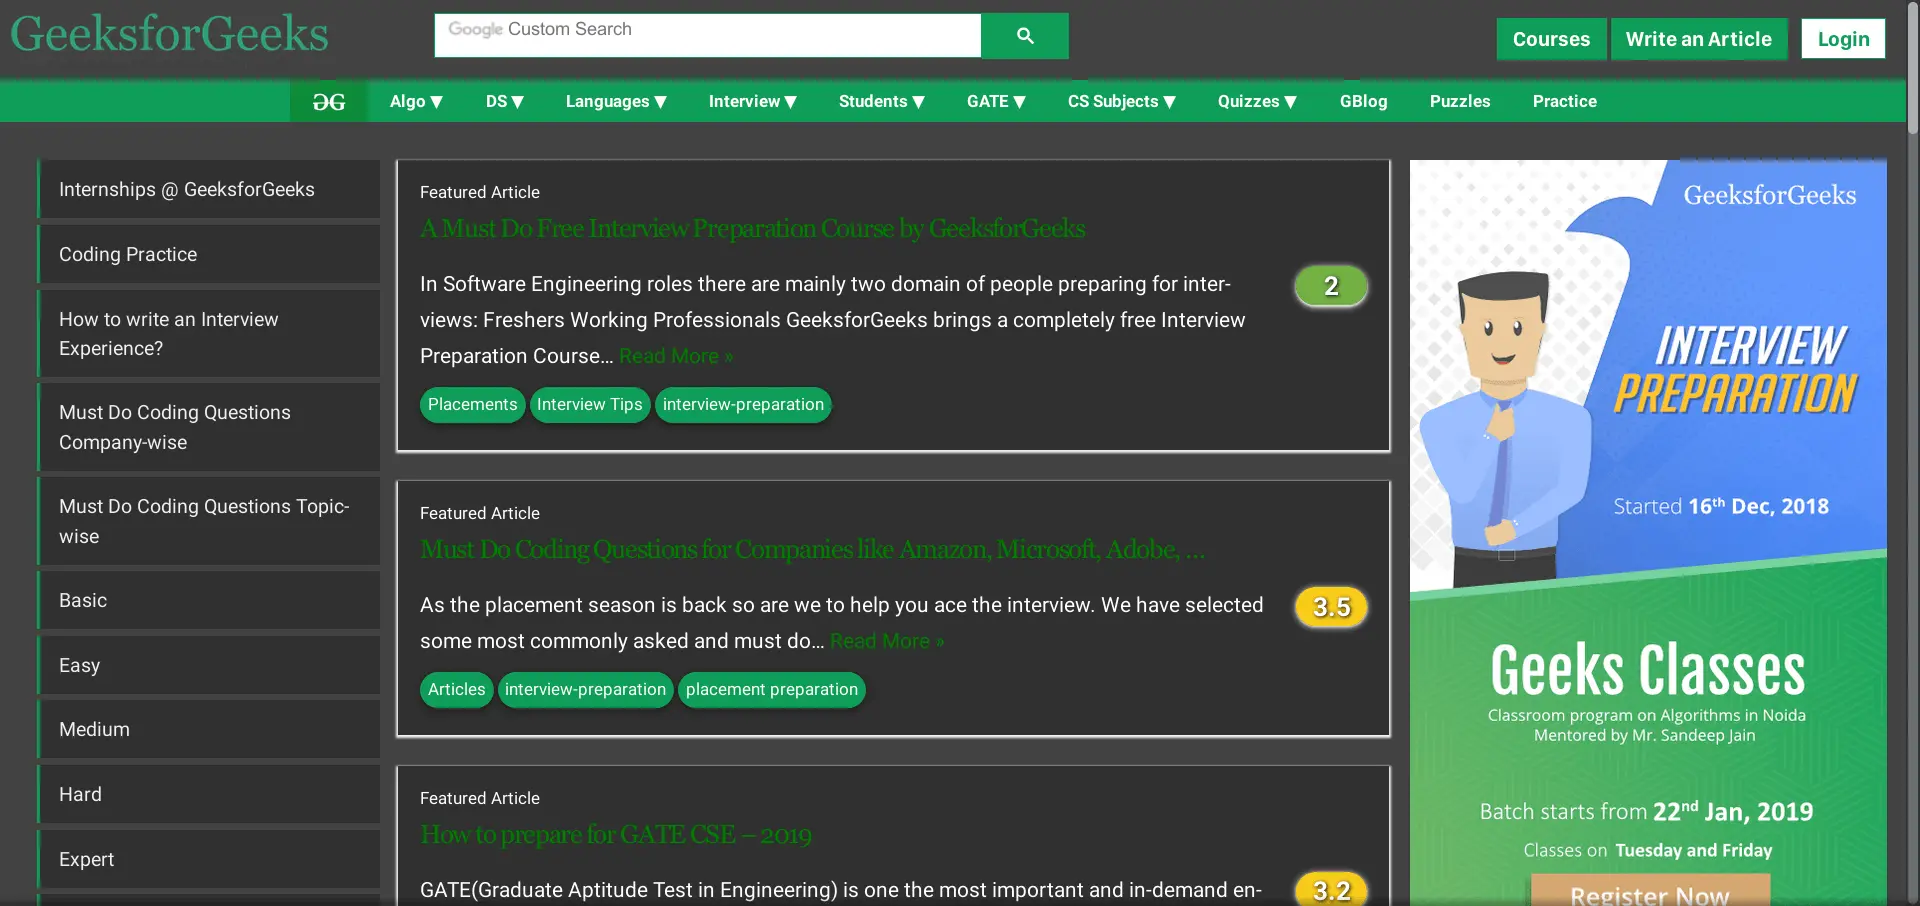 GeeksforGeeks
Google Custom Search
Courses
Write an Article
Login
Algo ▼ DS ▼ Languages ▼ Interview ▼ Students ▼ GATE ▼ CS Subjects ▼ Quizzes ▼ GBlog Puzzles Practice
Internships @ GeeksforGeeks
Coding Practice
How to write an Interview
Experience?
Must Do Coding Questions
Company-wise
Must Do Coding Questions Topic-
wise
Basic
Easy
Medium
Hard
Expert
Featured Article
A Must Do Free Interview Preparation Course by GeeksforGeeks
In Software Engineering roles there are mainly two domain of people preparing for inter-
views: Freshers Working Professionals GeeksforGeeks brings a completely free Interview
Preparation Course... Read More »
2
Placements Interview Tips interview-preparation
Featured Article
Must Do Coding Questions for Companies like Amazon, Microsoft, Adobe, ...
As the placement season is back so are we to help you ace the interview. We have selected
some most commonly asked and must do... Read More »
3.5
Articles interview-preparation placement preparation
Featured Article
How to prepare for GATE CSE – 2019
GATE(Graduate Aptitude Test in Engineering) is one the most important and in-demand en-
3.2
GeeksforGeeks
INTERVIEW
PREPARATION
Started 16th Dec, 2018
Geeks Classes
Classroom program on Algorithms in Noida
Mentored by Mr. Sandeep Jain
Batch starts from 22nd Jan, 2019
Classes on Tuesday and Friday
Register Now